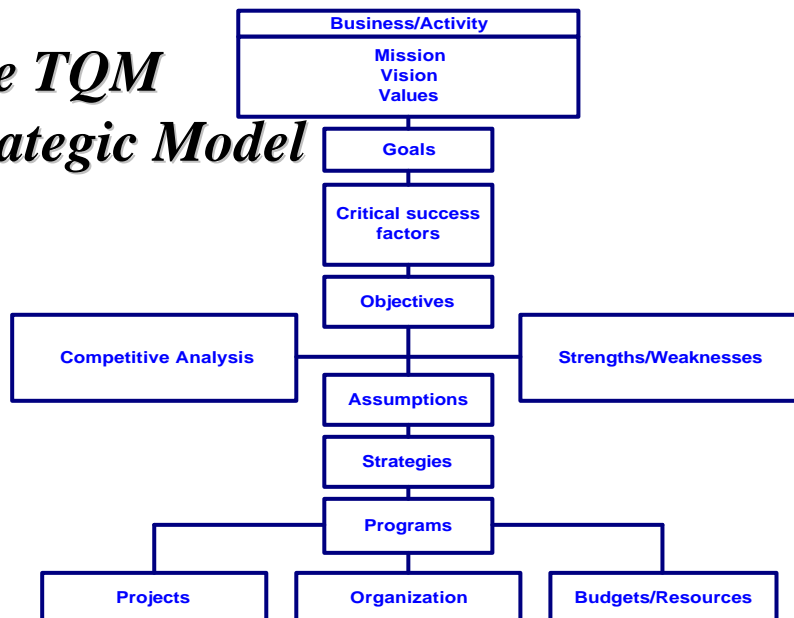 Business/Activity
Mission
Vision
Values
e TQM
ategic Model
Goals
Critical success
factors
Objectives
Competitive Analysis
Strengths/Weaknesses
Assumptions
Strategies
Programs
Projects
Organization
Budgets/Resources